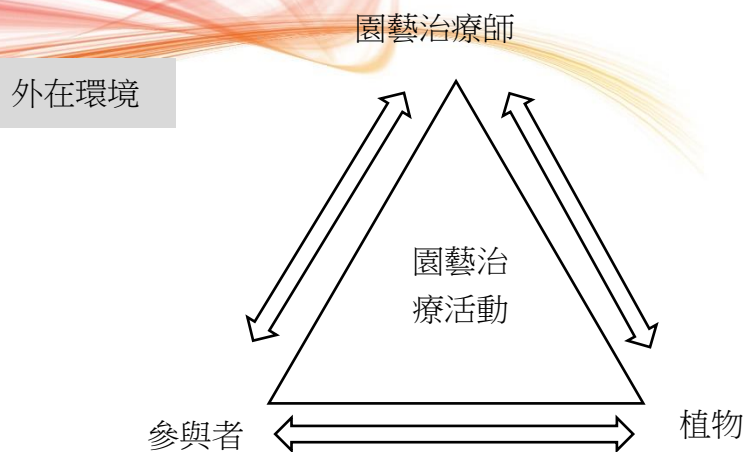 園藝治療師
外在環境
園藝治
療活動
參與者
植物